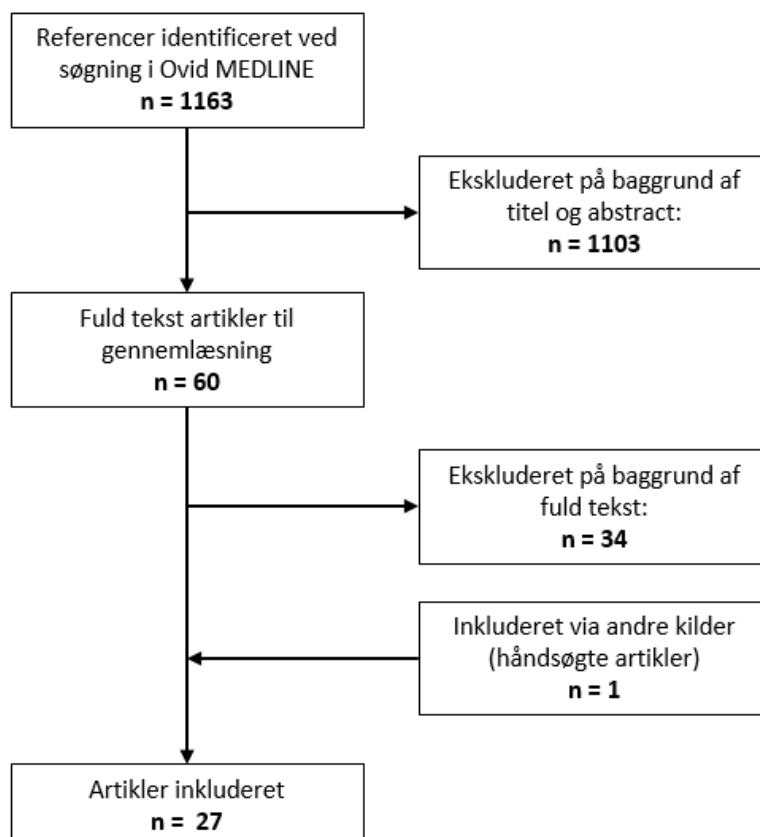 Referencer identificeret ved
søgning i Ovid MEDLINE
n = 1163
Ekskluderet på baggrund af
titel og abstract:
n = 1103
Fuld tekst artikler til
gennemlæsning
n = 60
Ekskluderet på baggrund af
fuld tekst:
n = 34
Inkluderet via andre kilder
(håndsøgte artikler)
n = 1
Artikler inkluderet
n = 27